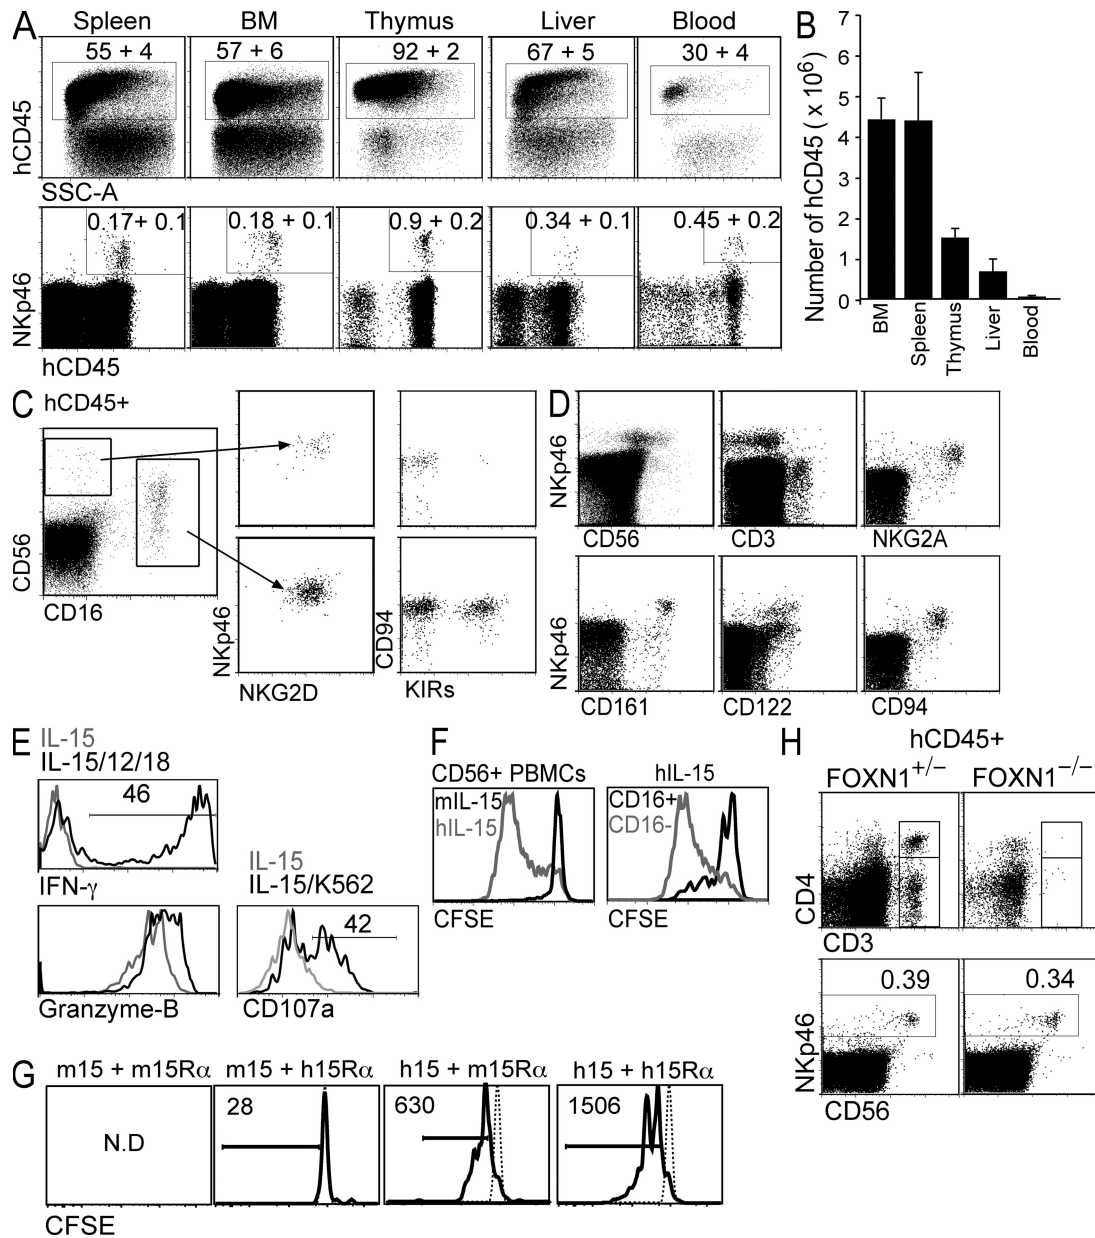 A
Spleen BM Thymus Liver Blood
55 + 4 57 + 6 92 + 2 67 + 5 30 + 4
hCD45
SSC-A
0.17+ 0.1 0.18 + 0.1 0.9 + 0.2 0.34 + 0.1 0.45 + 0.2
NKp46
hCD45
B
Number of hCD45 ( x 10⁶)
7
6
5
4
3
2
1
0
BM Spleen Thymus Liver Blood
C
hCD45+
CD56
CD16
NKp46
NKG2D
CD94
KIRs
D
NKp46
CD56 CD3 NKG2A
NKp46
CD161 CD122 CD94
E
IL-15
IL-15/12/18
46
IFN-γ
Granzyme-B
IL-15
IL-15/K562
42
CD107a
F
CD56+ PBMCs
mIL-15
hIL-15
CFSE
hIL-15
CD16+
CD16-
CFSE
G
m15 + m15Rα m15 + h15Rα h15 + m15Rα h15 + h15Rα
N.D 28 630 1506
CFSE
H
hCD45+
FOXN1⁺/⁻ FOXN1⁻/⁻
CD4
CD3
0.39 0.34
NKp46
CD56